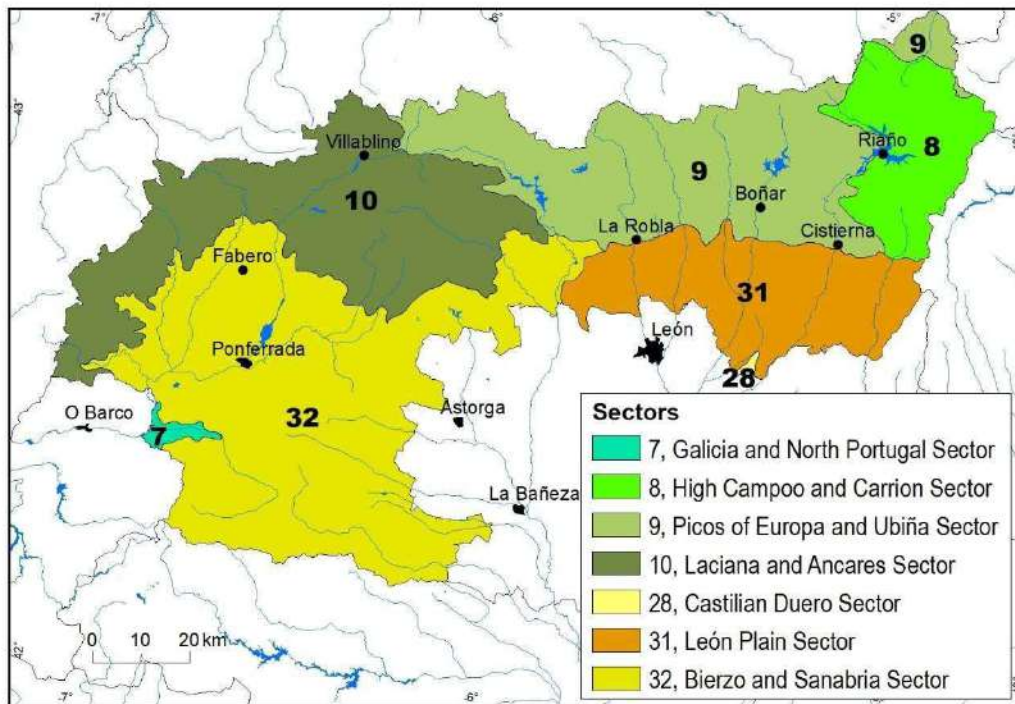 -7°
-6°
-5°
9
43°
Villablino
Riaño
8
9
10
Boñar
La Robla
Cistierna
Fabero
31
León
Ponferrada
28
O Barco
32
Astorga
7
La Bañeza
Sectors
7, Galicia and North Portugal Sector
8, High Campoo and Carrion Sector
9, Picos of Europa and Ubiña Sector
10, Laciana and Ancares Sector
28, Castilian Duero Sector
31, León Plain Sector
32, Bierzo and Sanabria Sector
0 10 20 km
42°
-7°
-6°